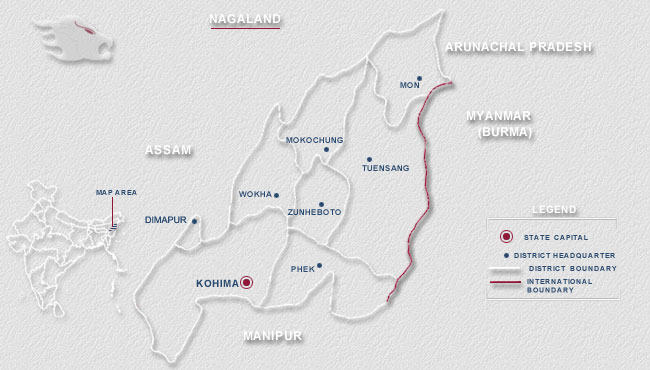 NAGALAND
ARUNACHAL PRADESH
MON
MYANMAR
(BURMA)
MOKOCHUNG
ASSAM
TUENSANG
MAP AREA
WOKHA
ZUNHEBOTO
DIMAPUR
LEGEND
STATE CAPITAL
DISTRICT HEADQUARTER
DISTRICT BOUNDARY
INTERNATIONAL
BOUNDARY
PHEK
KOHIMA
MANIPUR